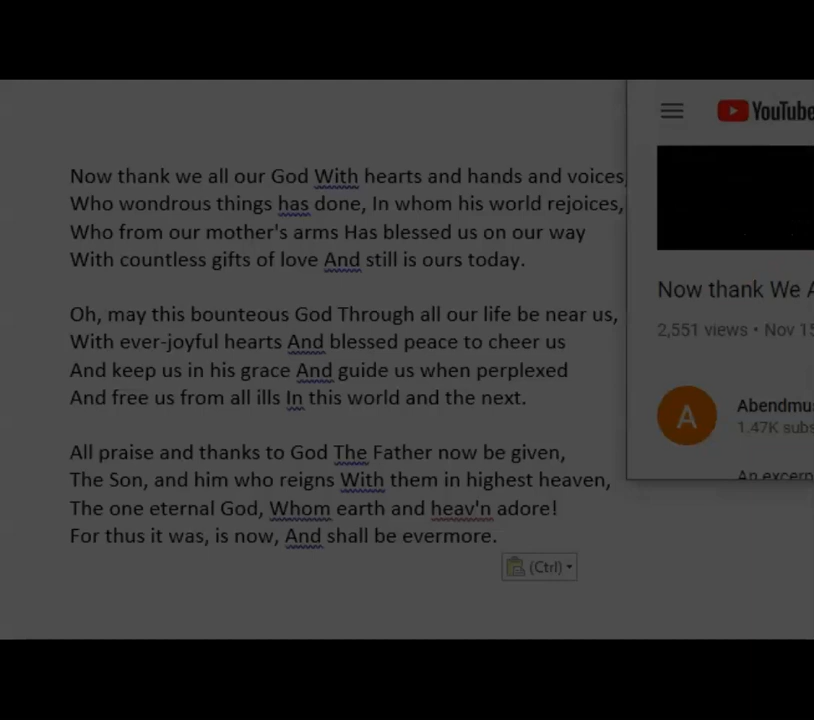 Now thank we all our God With hearts and hands and voices,
Who wondrous things has done, In whom his world rejoices,
Who from our mother's arms Has blessed us on our way
With countless gifts of love And still is ours today.
Oh, may this bounteous God Through all our life be near us,
With ever-joyful hearts And blessed peace to cheer us
And keep us in his grace And guide us when perplexed
And free us from all ills In this world and the next.
All praise and thanks to God The Father now be given,
The Son, and him who reigns With them in highest heaven,
The one eternal God, Whom earth and heav'n adore!
For thus it was, is now, And shall be evermore.
(Ctrl)
YouTube
Now thank We A
2,551 views • Nov 15
A
Abendmu
1.47K subs
An excerp